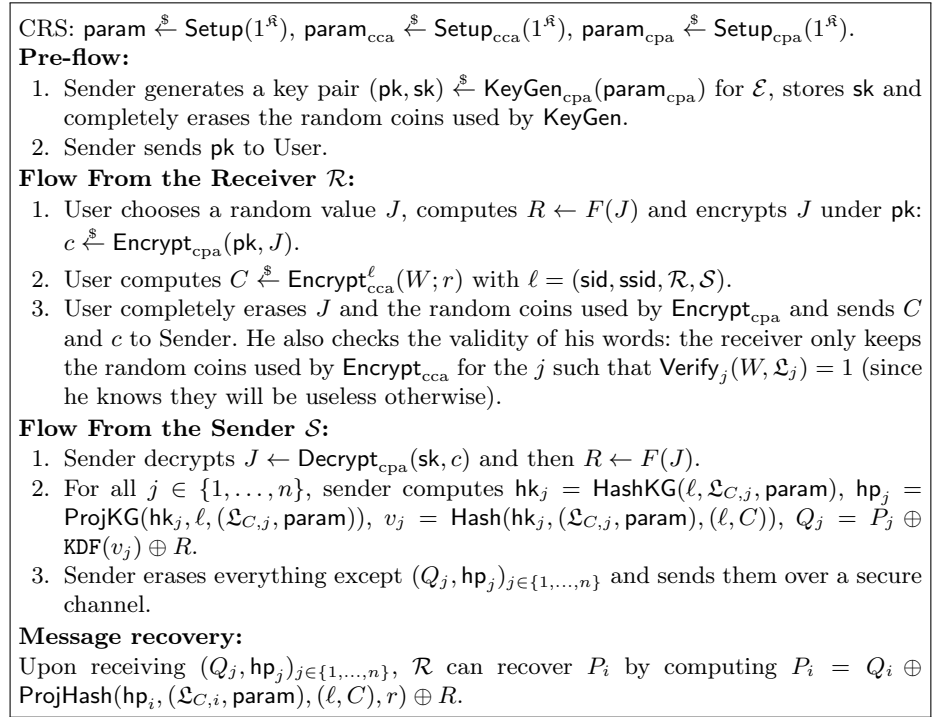 CRS: param ←$ Setup(1^𝔎), param_cca ←$ Setup_cca(1^𝔎), param_cpa ←$ Setup_cpa(1^𝔎).
Pre-flow:
1. Sender generates a key pair (pk, sk) ←$ KeyGen_cpa(param_cpa) for ℰ, stores sk and
completely erases the random coins used by KeyGen.
2. Sender sends pk to User.
Flow From the Receiver ℛ:
1. User chooses a random value J, computes R ← F(J) and encrypts J under pk:
c ←$ Encrypt_cpa(pk, J).
2. User computes C ←$ Encrypt^ℓ_cca(W; r) with ℓ = (sid, ssid, ℛ, 𝒮).
3. User completely erases J and the random coins used by Encrypt_cpa and sends C
and c to Sender. He also checks the validity of his words: the receiver only keeps
the random coins used by Encrypt_cca for the j such that Verify_j(W, 𝔏_j) = 1 (since
he knows they will be useless otherwise).
Flow From the Sender 𝒮:
1. Sender decrypts J ← Decrypt_cpa(sk, c) and then R ← F(J).
2. For all j ∈ {1, . . . , n}, sender computes hk_j = HashKG(ℓ, 𝔏_{C,j}, param), hp_j =
ProjKG(hk_j, ℓ, (𝔏_{C,j}, param)), v_j = Hash(hk_j, (𝔏_{C,j}, param), (ℓ, C)), Q_j = P_j ⊕
KDF(v_j) ⊕ R.
3. Sender erases everything except (Q_j, hp_j)_{j∈{1,...,n}} and sends them over a secure
channel.
Message recovery:
Upon receiving (Q_j, hp_j)_{j∈{1,...,n}}, ℛ can recover P_i by computing P_i = Q_i ⊕
ProjHash(hp_i, (𝔏_{C,i}, param), (ℓ, C), r) ⊕ R.